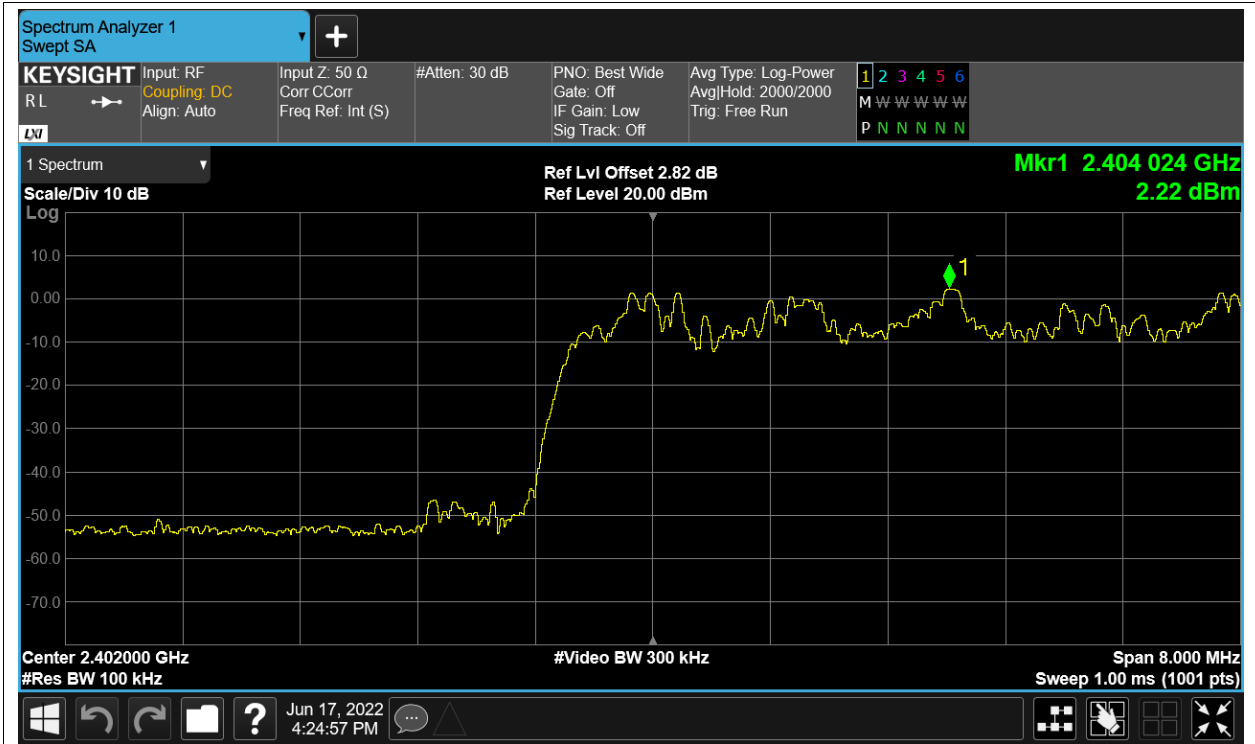 Spectrum Analyzer 1
Swept SA
+
KEYSIGHT
R L
LXI
Input: RF
Coupling: DC
Align: Auto
Input Z: 50 Ω
Corr CCorr
Freq Ref: Int (S)
#Atten: 30 dB
PNO: Best Wide
Gate: Off
IF Gain: Low
Sig Track: Off
Avg Type: Log-Power
Avg|Hold: 2000/2000
Trig: Free Run
1 2 3 4 5 6
M W W W W W
P N N N N N
1 Spectrum
Scale/Div 10 dB
Log
Ref Lvl Offset 2.82 dB
Ref Level 20.00 dBm
Mkr1 2.404 024 GHz
2.22 dBm
1
10.0
0.00
-10.0
-20.0
-30.0
-40.0
-50.0
-60.0
-70.0
Center 2.402000 GHz
#Res BW 100 kHz
#Video BW 300 kHz
Span 8.000 MHz
Sweep 1.00 ms (1001 pts)
?
Jun 17, 2022
4:24:57 PM